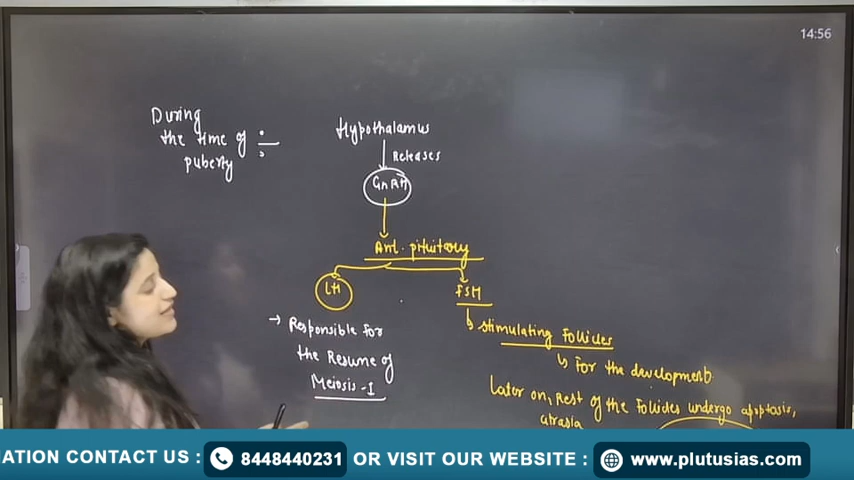 14:56
During
the time of :-
puberty
Hypothalamus
Releases
GnRH
Ant. pituitary
LH
FSH
→ Responsible for
the Resume of
Meiosis-I
↳ stimulating Follicles
↳ For the development.
Later on, Rest of the Follicles undergo apoptosis,
atrasia
ATION CONTACT US : 8448440231 OR VISIT OUR WEBSITE : www.plutusias.com